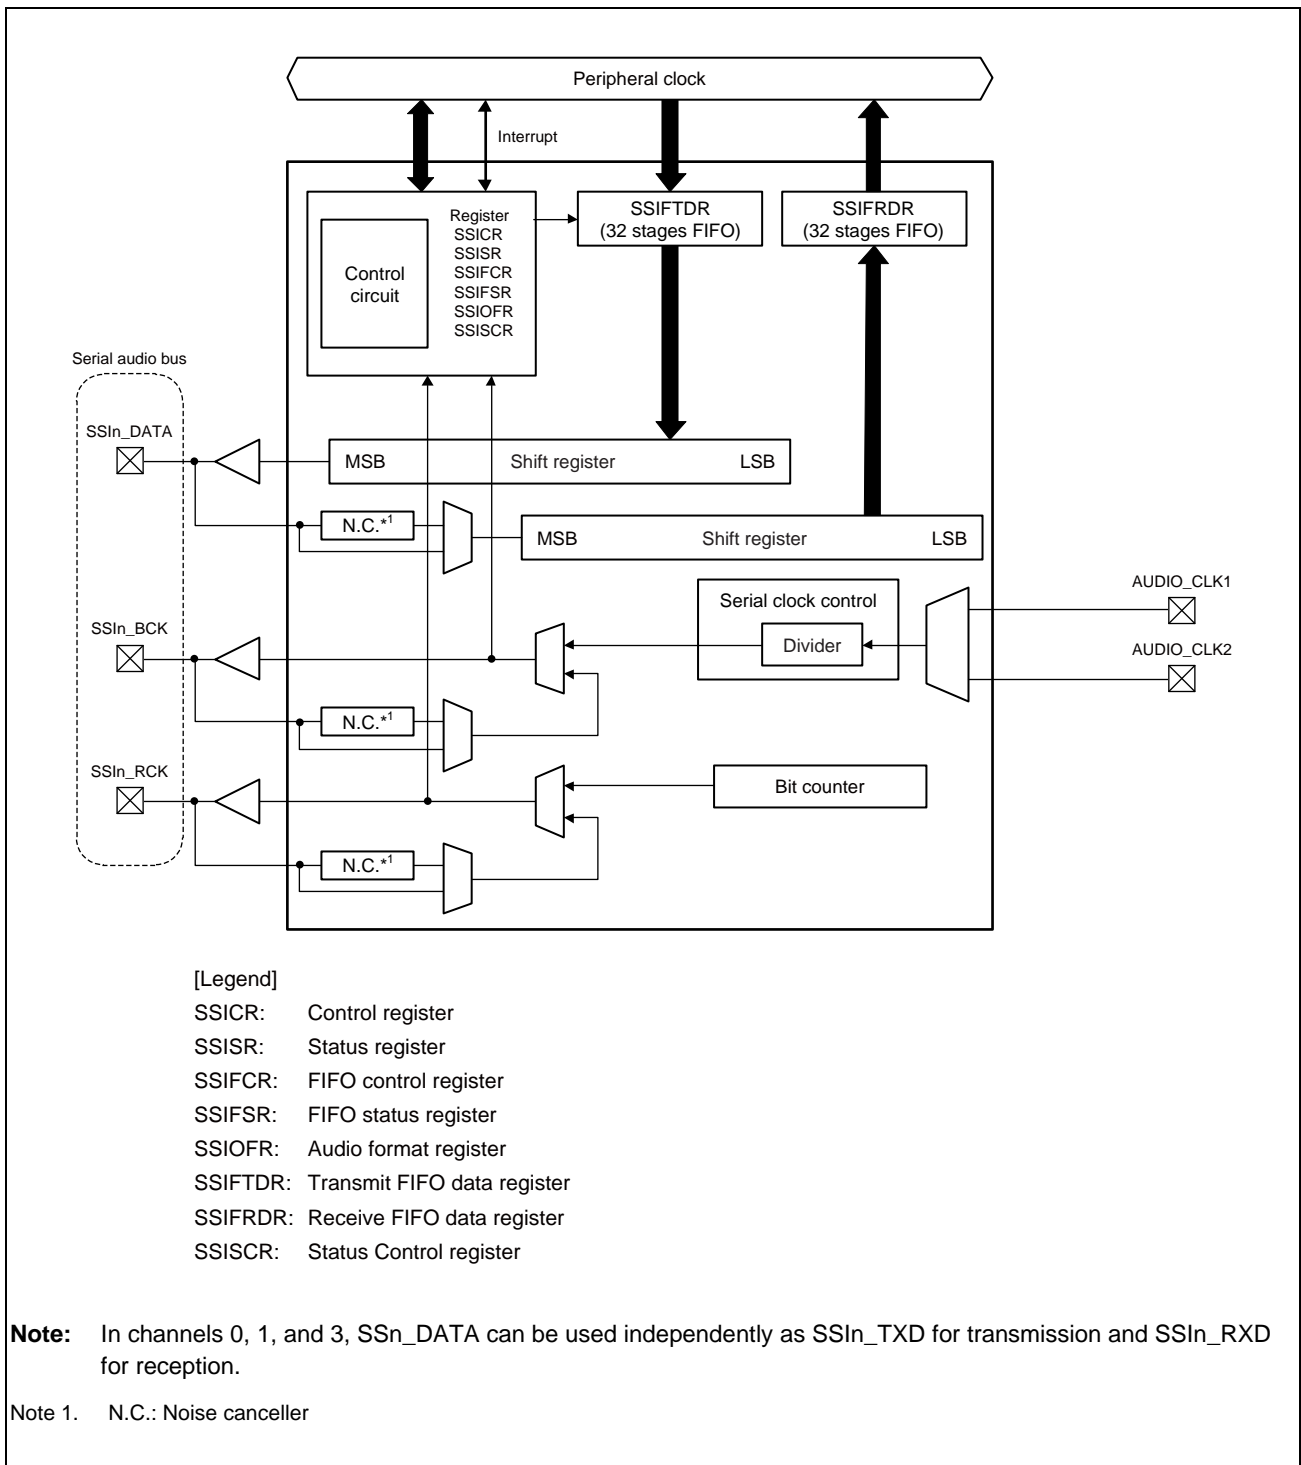 Peripheral clock
Interrupt
Register
SSICR
SSISR
SSIFCR
SSIFSR
SSIOFR
SSISCR
Control
circuit
SSIFTDR
(32 stages FIFO)
SSIFRDR
(32 stages FIFO)
Serial audio bus
SSIn_DATA
MSB Shift register LSB
N.C.*1
MSB Shift register LSB
Serial clock control
Divider
AUDIO_CLK1
AUDIO_CLK2
SSIn_BCK
N.C.*1
SSIn_RCK
Bit counter
N.C.*1
[Legend]
SSICR: Control register
SSISR: Status register
SSIFCR: FIFO control register
SSIFSR: FIFO status register
SSIOFR: Audio format register
SSIFTDR: Transmit FIFO data register
SSIFRDR: Receive FIFO data register
SSISCR: Status Control register
Note: In channels 0, 1, and 3, SSn_DATA can be used independently as SSIn_TXD for transmission and SSIn_RXD
for reception.
Note 1. N.C.: Noise canceller